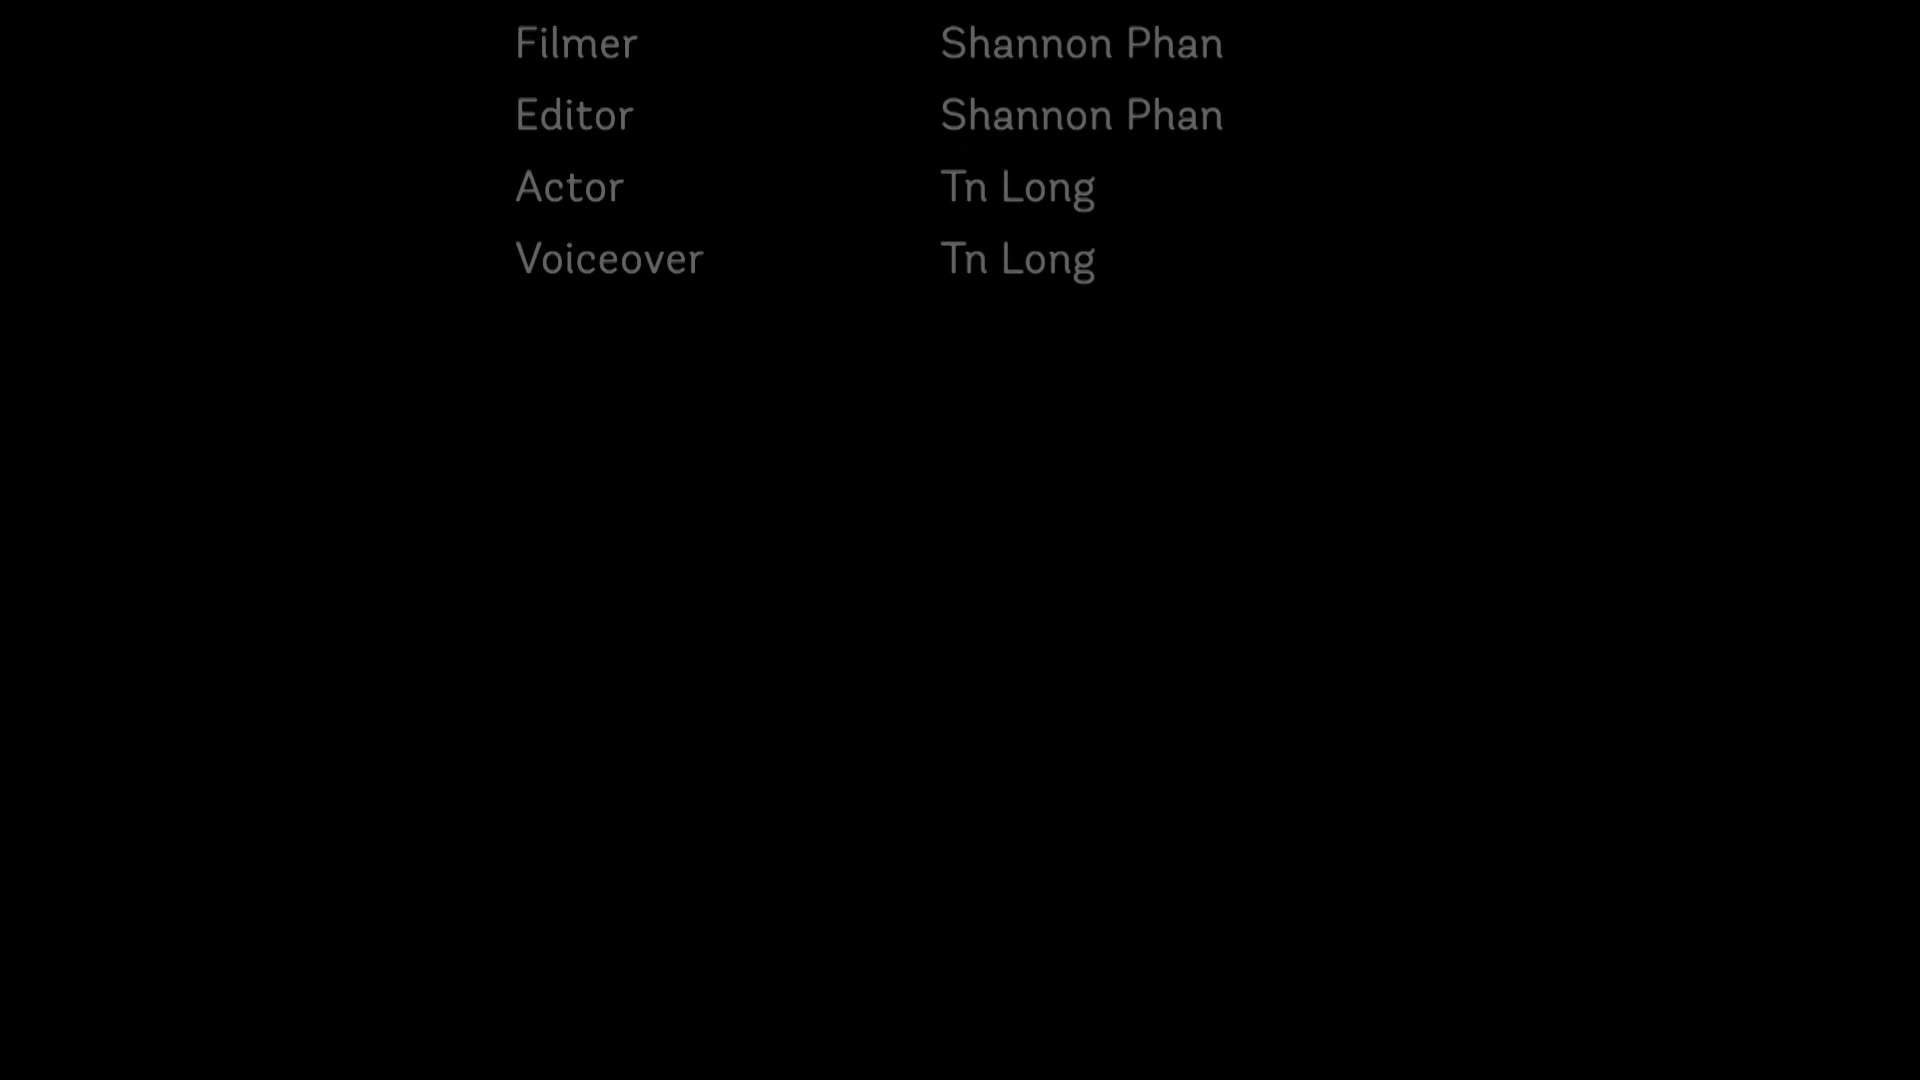 Filmer Shannon Phan
Editor Shannon Phan
Actor Tn Long
Voiceover Tn Long